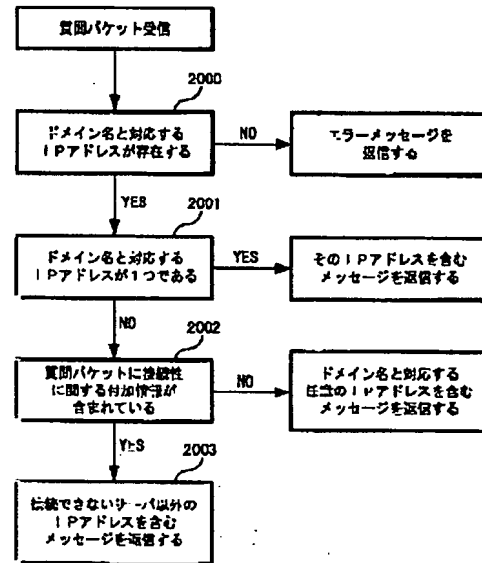 質問パケット受信
2000
ドメイン名と対応する
IPアドレスが存在する
NO
エラーメッセージを
返信する
YES
2001
ドメイン名と対応する
IPアドレスが1つである
YES
そのIPアドレスを含む
メッセージを返信する
NO
2002
質問パケットに接続性
に関する付加情報が
含まれている
NO
ドメイン名と対応する
任意のIPアドレスを含む
メッセージを返信する
YES
2003
接続できないサーバ以外の
IPアドレスを含む
メッセージを返信する